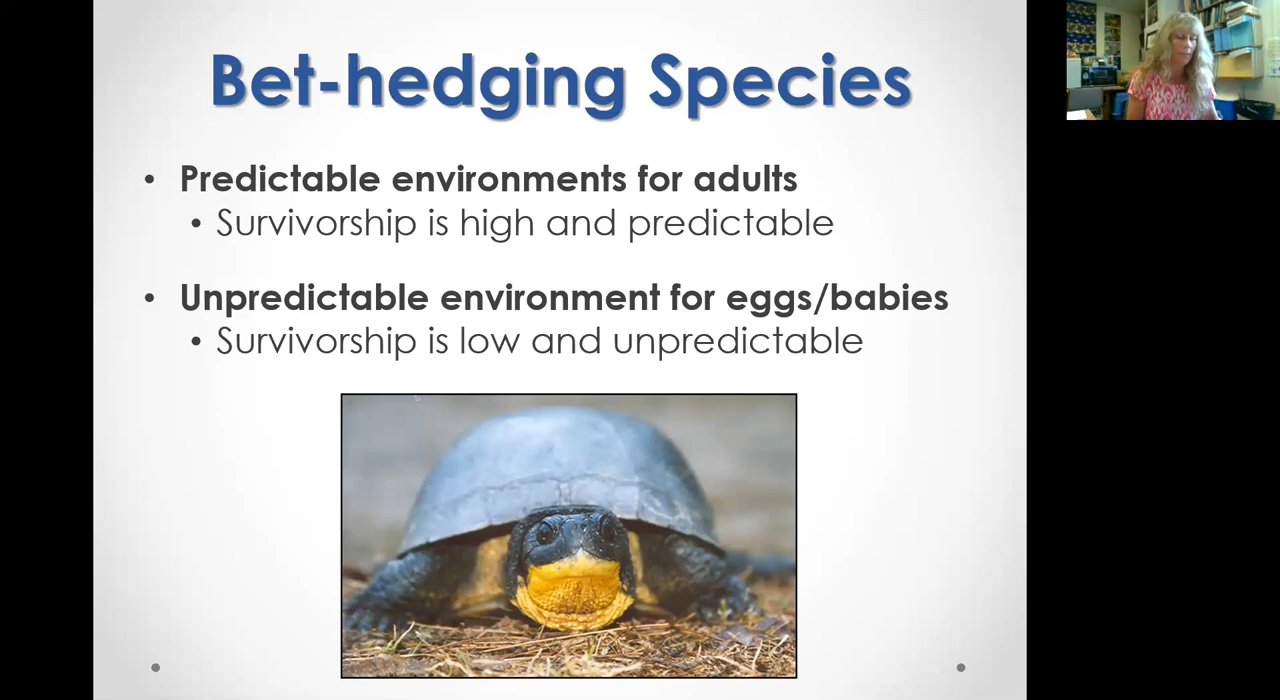 Bet-hedging Species
• Predictable environments for adults
• Survivorship is high and predictable
• Unpredictable environment for eggs/babies
• Survivorship is low and unpredictable